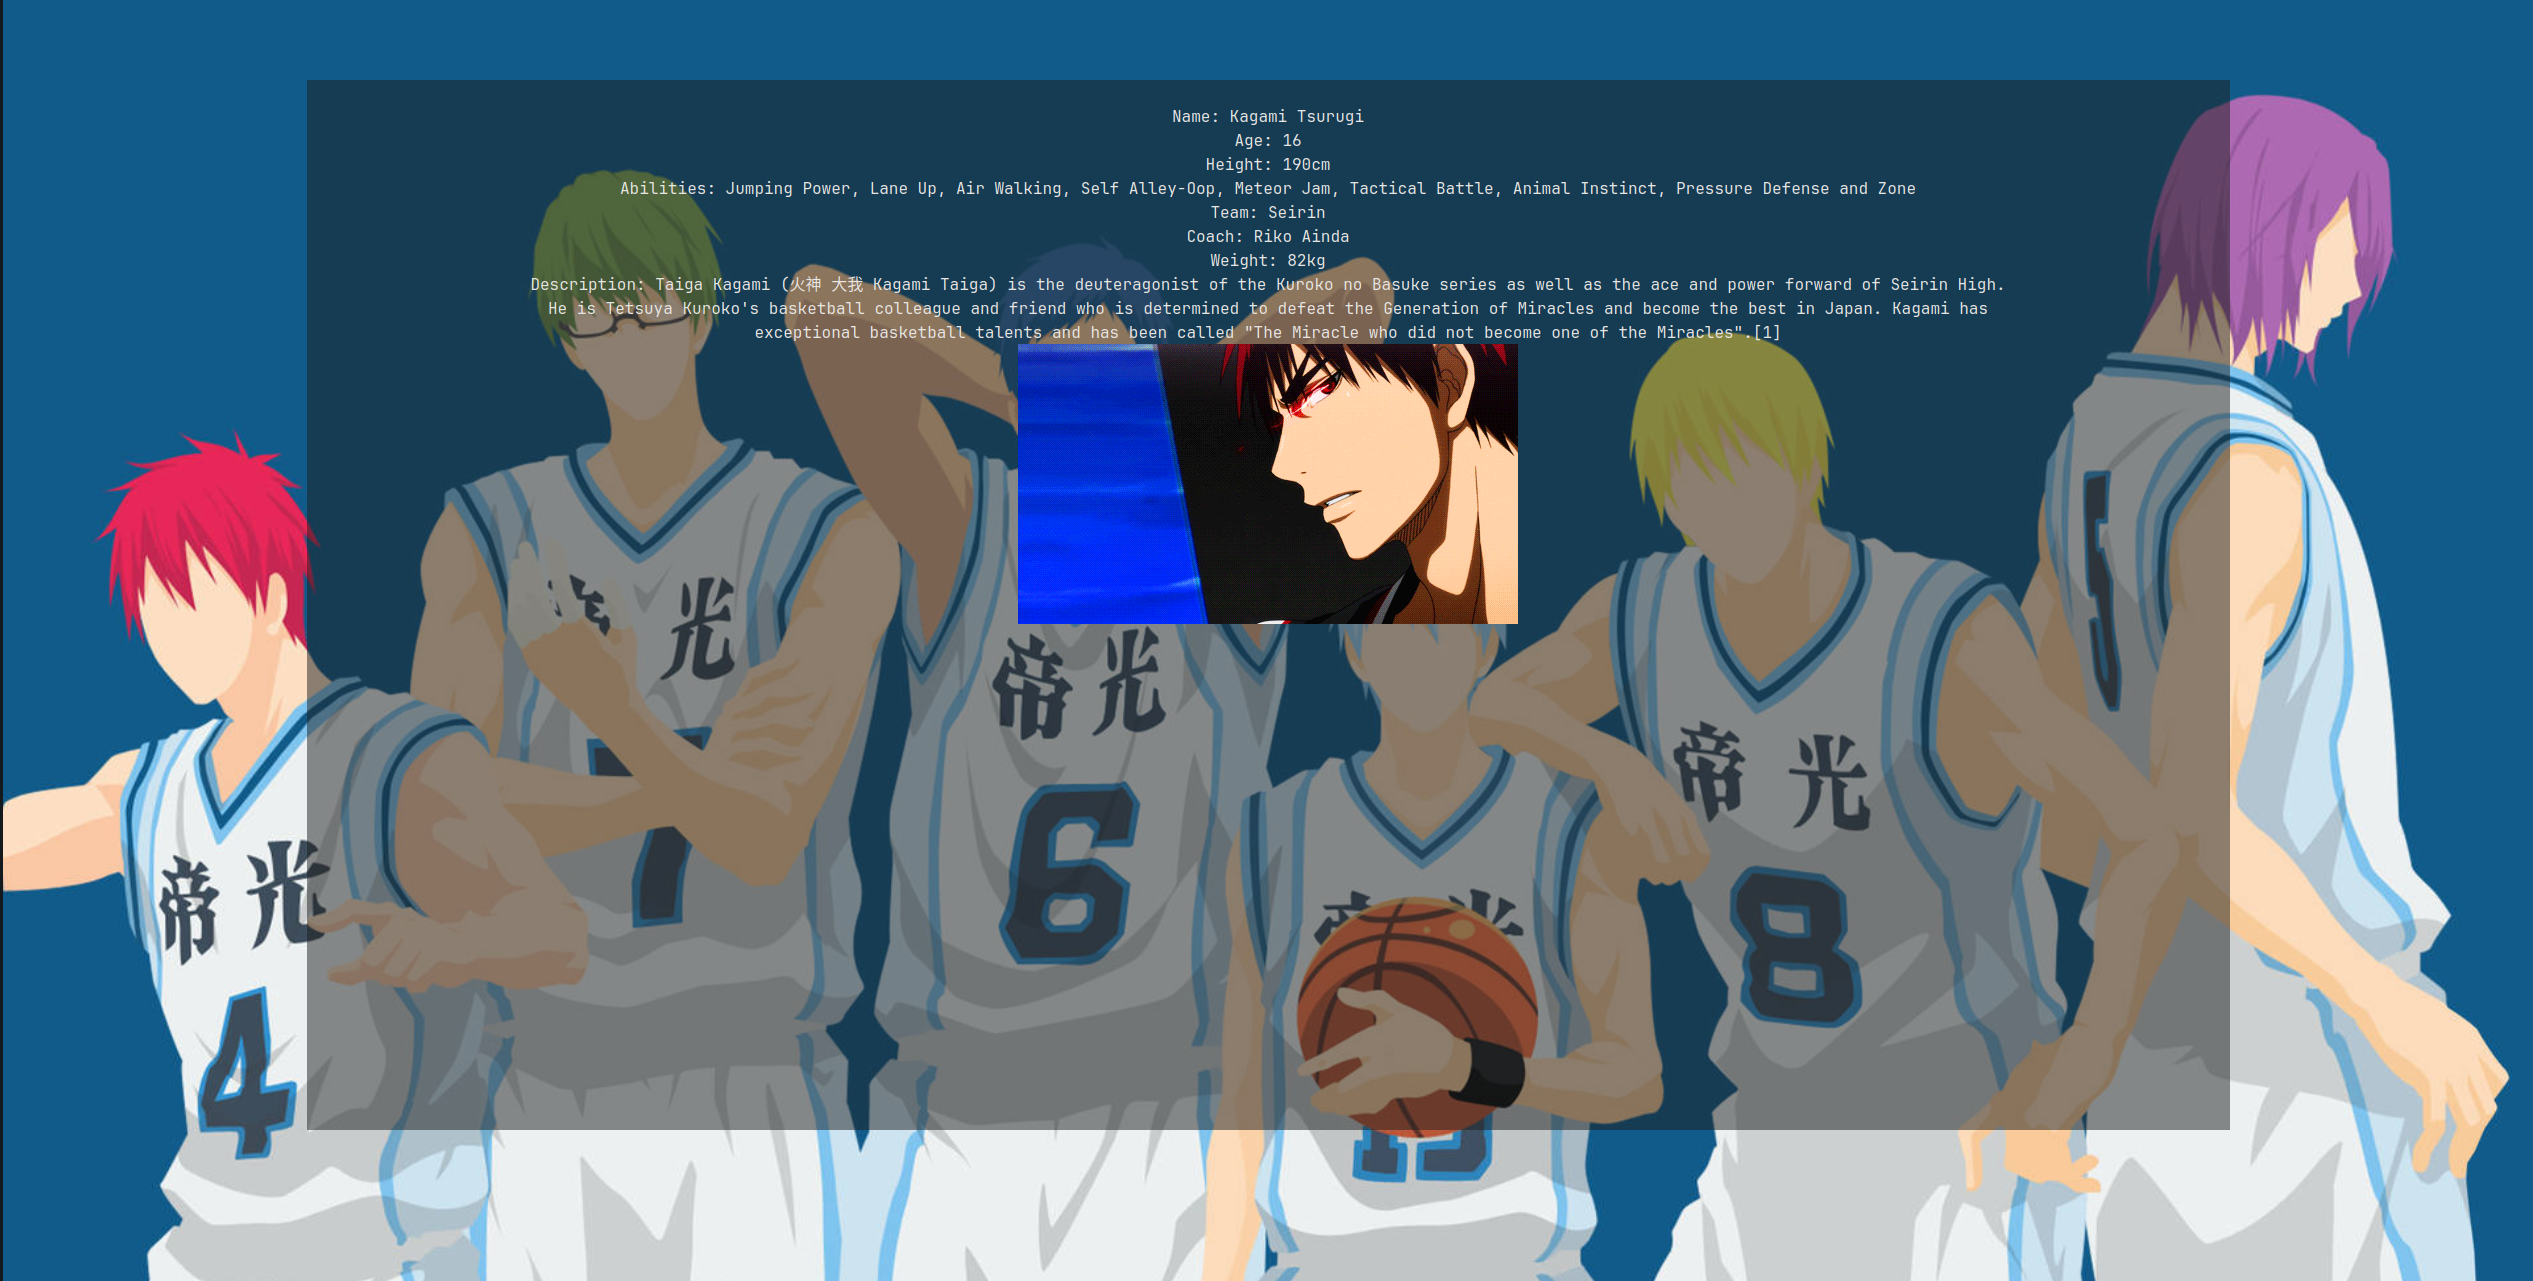 Name: Kagami Tsurugi
Age: 16
Height: 190cm
Abilities: Jumping Power, Lane Up, Air Walking, Self Alley-Oop, Meteor Jam, Tactical Battle, Animal Instinct, Pressure Defense and Zone
Team: Seirin
Coach: Riko Ainda
Weight: 82kg
Description: Taiga Kagami (火神 大我 Kagami Taiga) is the deuteragonist of the Kuroko no Basuke series as well as the ace and power forward of Seirin High.
He is Tetsuya Kuroko's basketball colleague and friend who is determined to defeat the Generation of Miracles and become the best in Japan. Kagami has
exceptional basketball talents and has been called "The Miracle who did not become one of the Miracles".[1]
光
7
帝光
6
帝光
8
帝光
4
帝光
15